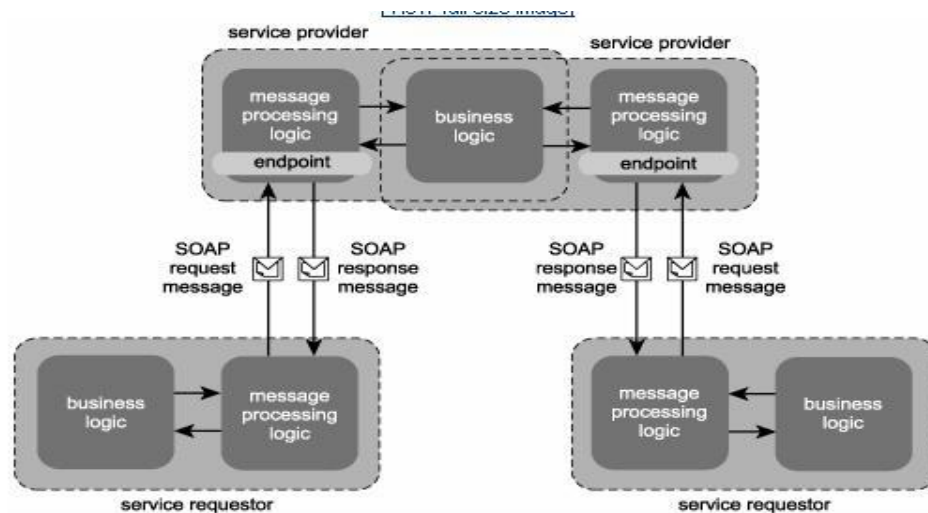 service provider
service provider
message
processing
logic
endpoint
business
logic
message
processing
logic
endpoint
SOAP
request
message
SOAP
response
message
SOAP
response
message
SOAP
request
message
business
logic
message
processing
logic
message
processing
logic
business
logic
service requestor
service requestor